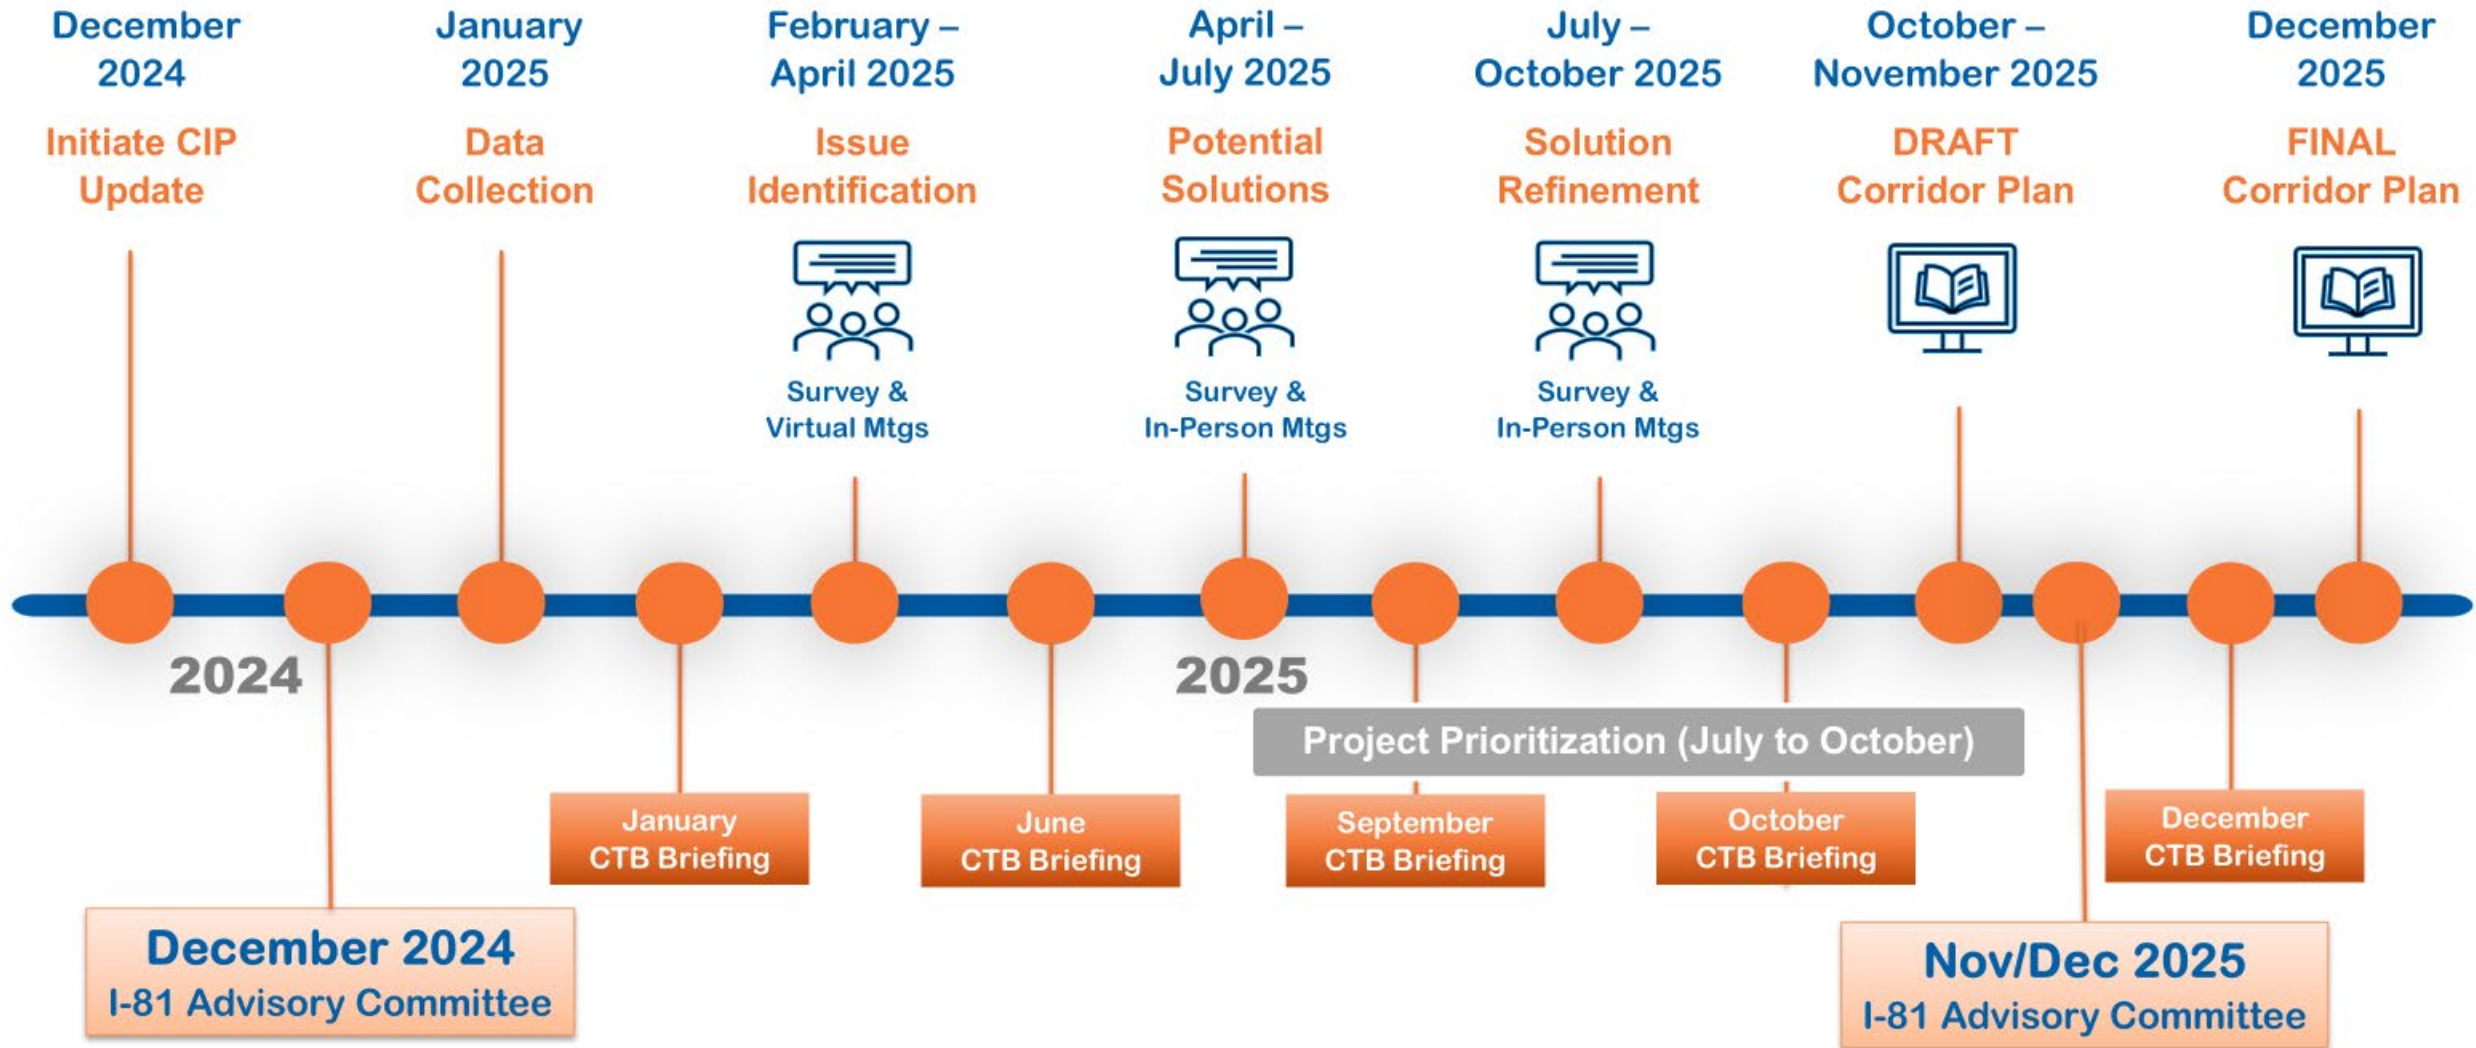 December
2024
Initiate CIP
Update
January
2025
Data
Collection
February –
April 2025
Issue
Identification
Survey &
Virtual Mtgs
April –
July 2025
Potential
Solutions
Survey &
In-Person Mtgs
July –
October 2025
Solution
Refinement
Survey &
In-Person Mtgs
October –
November 2025
DRAFT
Corridor Plan
December
2025
FINAL
Corridor Plan
2024
2025
Project Prioritization (July to October)
January
CTB Briefing
June
CTB Briefing
September
CTB Briefing
October
CTB Briefing
December
CTB Briefing
December 2024
I-81 Advisory Committee
Nov/Dec 2025
I-81 Advisory Committee